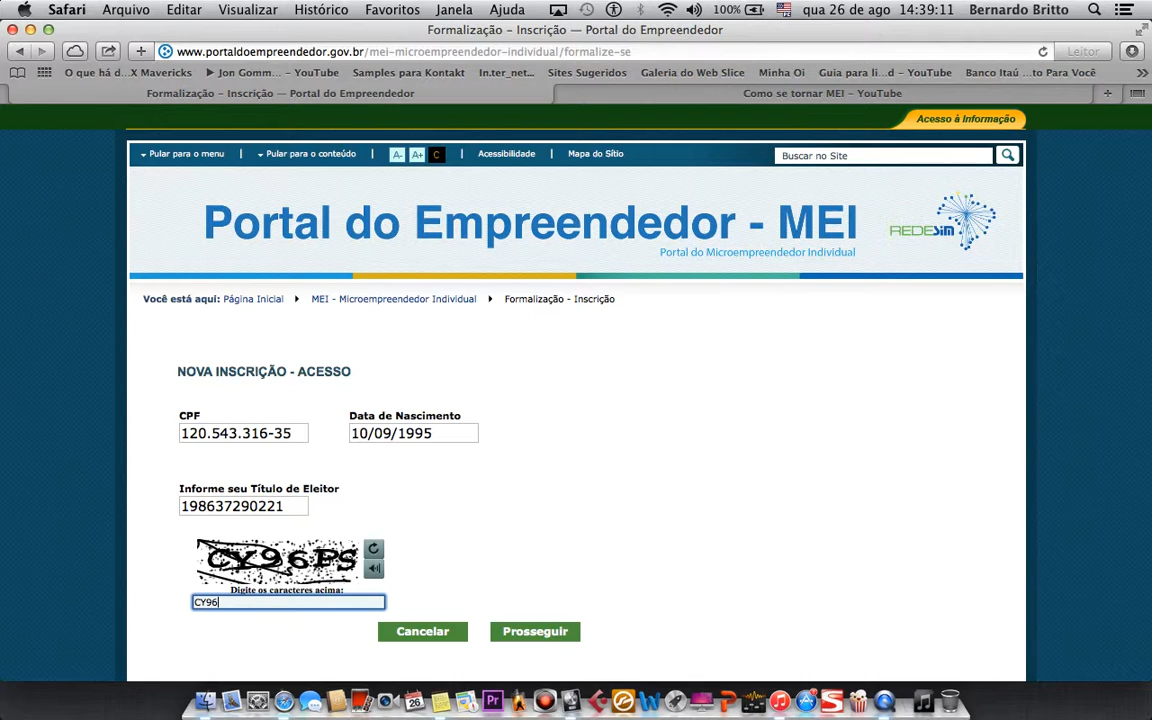 Safari Arquivo Editar Visualizar Histórico Favoritos Janela Ajuda 100% qua 26 de ago 14:39:11 Bernardo Britto
Formalização – Inscrição — Portal do Empreendedor
www.portaldoempreendedor.gov.br/mei-microempreendedor-individual/formalize-se Leitor
O que há d...X Mavericks Jon Gomm... – YouTube Samples para Kontakt In.ter_net... Sites Sugeridos Galeria do Web Slice Minha Oi Guia para li...d – YouTube Banco Itaú ...to Para Você
Formalização – Inscrição — Portal do Empreendedor Como se tornar MEI – YouTube
Acesso à Informação
Pular para o menu | Pular para o conteúdo | A- A+ C | Acessibilidade | Mapa do Sítio Buscar no Site
Portal do Empreendedor - MEI
REDESIM
Portal do Microempreendedor Individual
Você está aqui: Página Inicial MEI - Microempreendedor Individual Formalização - Inscrição
NOVA INSCRIÇÃO - ACESSO
CPF Data de Nascimento
120.543.316-35 10/09/1995
Informe seu Título de Eleitor
198637290221
CY96PS
Digite os caracteres acima:
CY96
Cancelar Prosseguir
26 Pr W P S